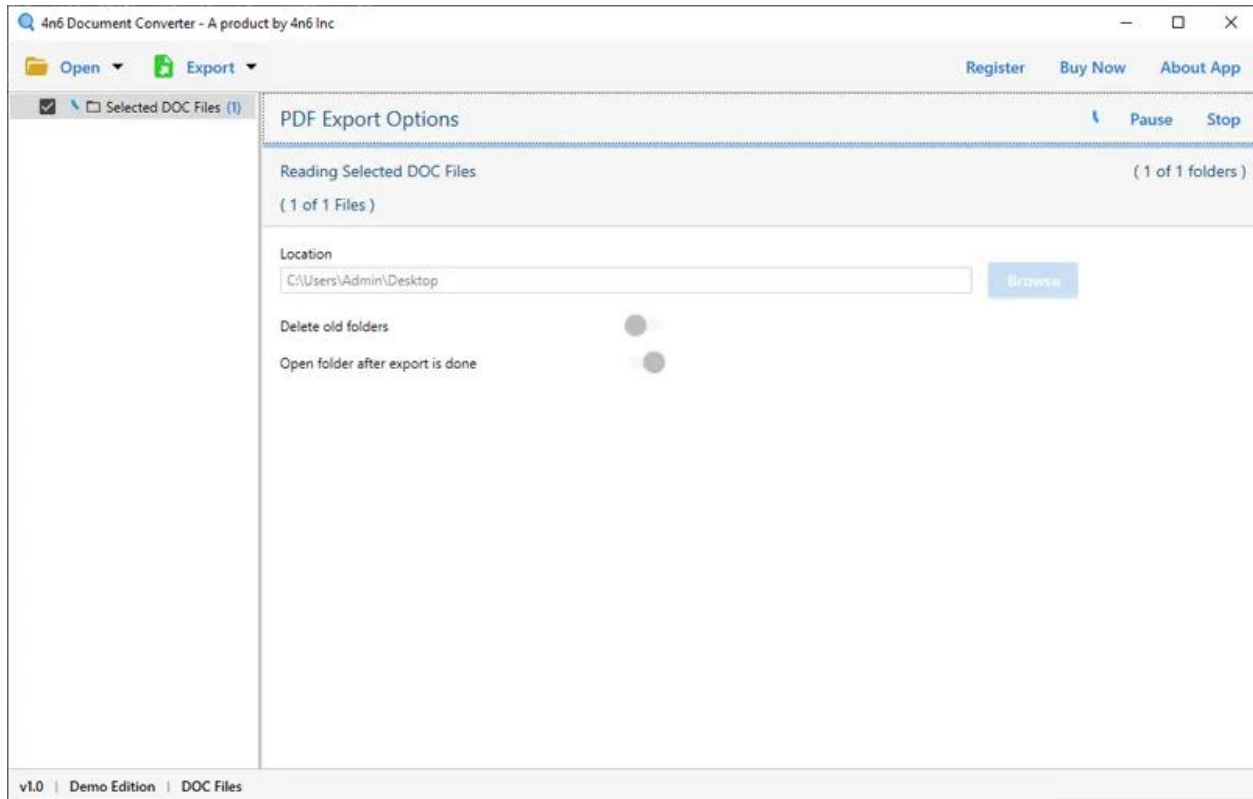 4n6 Document Converter - A product by 4n6 Inc
Open Export Register Buy Now About App
Selected DOC Files (1)
PDF Export Options Pause Stop
Reading Selected DOC Files ( 1 of 1 folders )
( 1 of 1 Files )
Location
C:\Users\Admin\Desktop Browse
Delete old folders
Open folder after export is done
v1.0 | Demo Edition | DOC Files